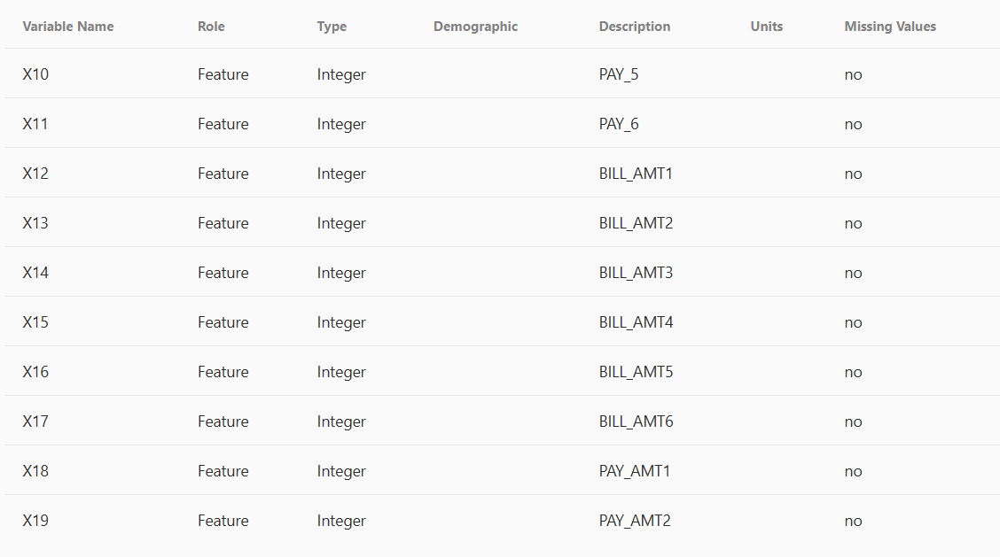 Variable Name Role Type Demographic Description Units Missing Values
X10 Feature Integer PAY_5 no
X11 Feature Integer PAY_6 no
X12 Feature Integer BILL_AMT1 no
X13 Feature Integer BILL_AMT2 no
X14 Feature Integer BILL_AMT3 no
X15 Feature Integer BILL_AMT4 no
X16 Feature Integer BILL_AMT5 no
X17 Feature Integer BILL_AMT6 no
X18 Feature Integer PAY_AMT1 no
X19 Feature Integer PAY_AMT2 no